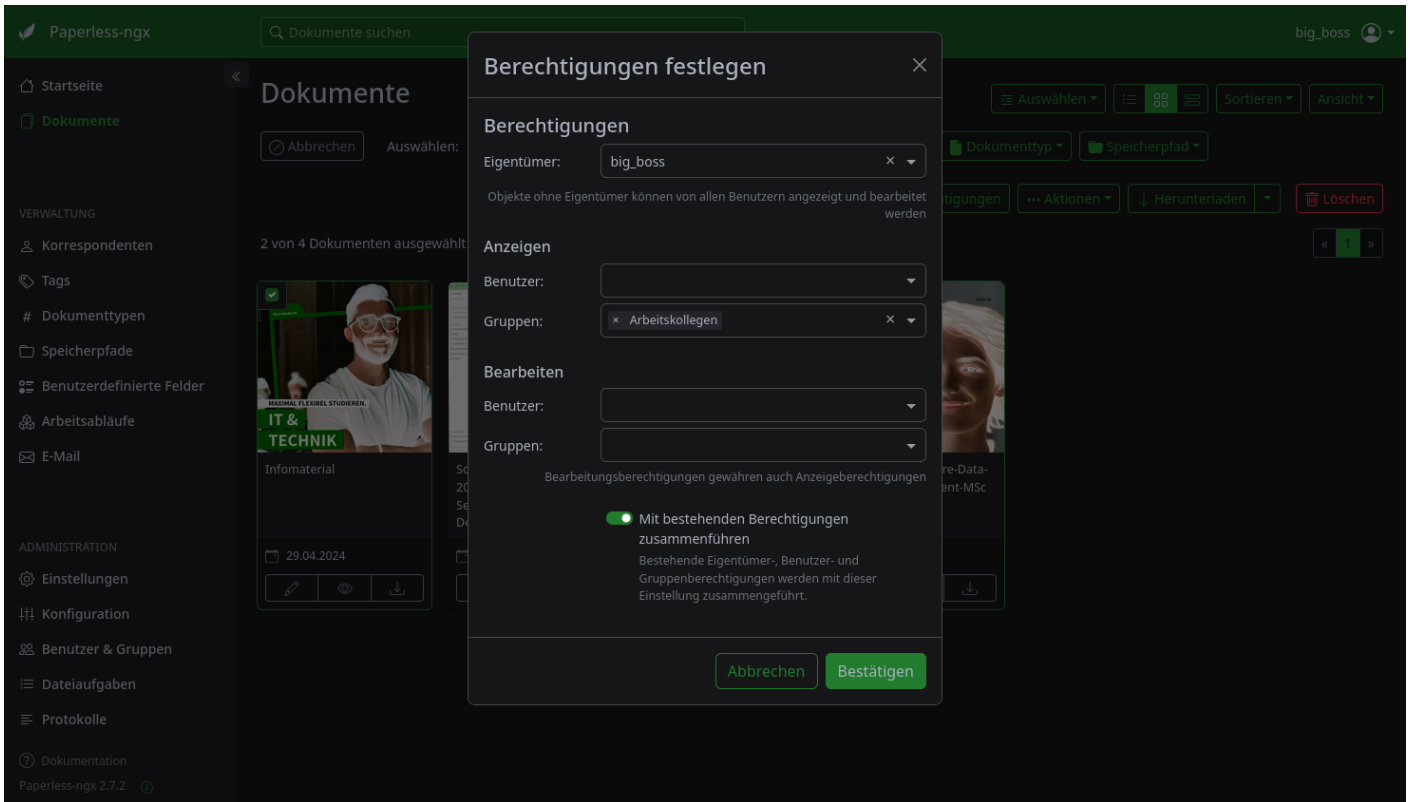 Paperless-ngx
Dokumente suchen
big_boss
Startseite
Dokumente
VERWALTUNG
Korrespondenten
Tags
# Dokumenttypen
Speicherpfade
Benutzerdefinierte Felder
Arbeitsabläufe
E-Mail
ADMINISTRATION
Einstellungen
Konfiguration
Benutzer & Gruppen
Dateiaufgaben
Protokolle
Dokumentation
Paperless-ngx 2.7.2
Dokumente
Auswählen
Sortieren
Ansicht
Abbrechen
Auswählen:
Dokumenttyp
Speicherpfad
Aktionen
Herunterladen
Löschen
2 von 4 Dokumenten ausgewählt
« 1 »
MAXIMAL FLEXIBEL STUDIEREN.
IT &
TECHNIK
Infomaterial
29.04.2024
re-Data-
ent-MSc
Berechtigungen festlegen
Berechtigungen
Eigentümer:
big_boss
Objekte ohne Eigentümer können von allen Benutzern angezeigt und bearbeitet
werden
Anzeigen
Benutzer:
Gruppen:
× Arbeitskollegen
Bearbeiten
Benutzer:
Gruppen:
Bearbeitungsberechtigungen gewähren auch Anzeigeberechtigungen
Mit bestehenden Berechtigungen
zusammenführen
Bestehende Eigentümer-, Benutzer- und
Gruppenberechtigungen werden mit dieser
Einstellung zusammengeführt.
Abbrechen
Bestätigen